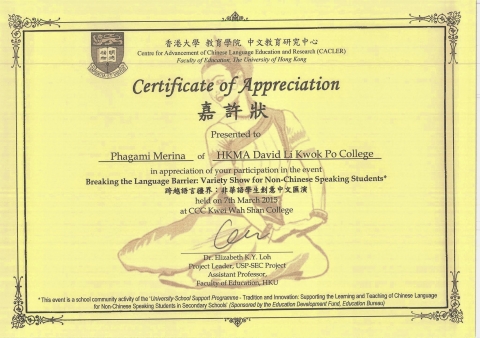 香港大學 教育學院 中文教育研究中心
Centre for Advancement of Chinese Language Education and Research (CACLER)
Faculty of Education, The University of Hong Kong
Certificate of Appreciation
嘉許狀
Presented to
Phagami Merina of HKMA David Li Kwok Po College
in appreciation of your participation in the event
Breaking the Language Barrier: Variety Show for Non-Chinese Speaking Students*
跨越語言疆界：非華語學生創意中文匯演
held on 7th March 2015
at CCC Kwei Wah Shan College
Dr. Elizabeth K.Y. Loh
Project Leader, USP-SEC Project
Assistant Professor,
Faculty of Education, HKU
* This event is a school community activity of the 'University-School Support Programme - Tradition and Innovation: Supporting the Learning and Teaching of Chinese Language
for Non-Chinese Speaking Students in Secondary Schools' (Sponsored by the Education Development Fund, Education Bureau)